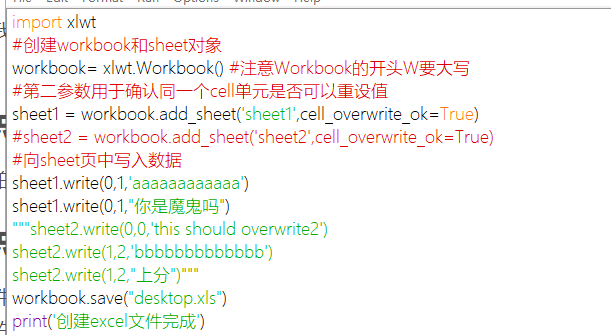 import xlwt
#创建workbook和sheet对象
workbook= xlwt.Workbook() #注意Workbook的开头W要大写
#第二参数用于确认同一个cell单元是否可以重设值
sheet1 = workbook.add_sheet('sheet1',cell_overwrite_ok=True)
#sheet2 = workbook.add_sheet('sheet2',cell_overwrite_ok=True)
#向sheet页中写入数据
sheet1.write(0,1,'aaaaaaaaaaaa')
sheet1.write(0,1,"你是魔鬼吗")
"""sheet2.write(0,0,'this should overwrite2')
sheet2.write(1,2,'bbbbbbbbbbbbb')
sheet2.write(1,2,"上分")"""
workbook.save("desktop.xls")
print('创建excel文件完成')